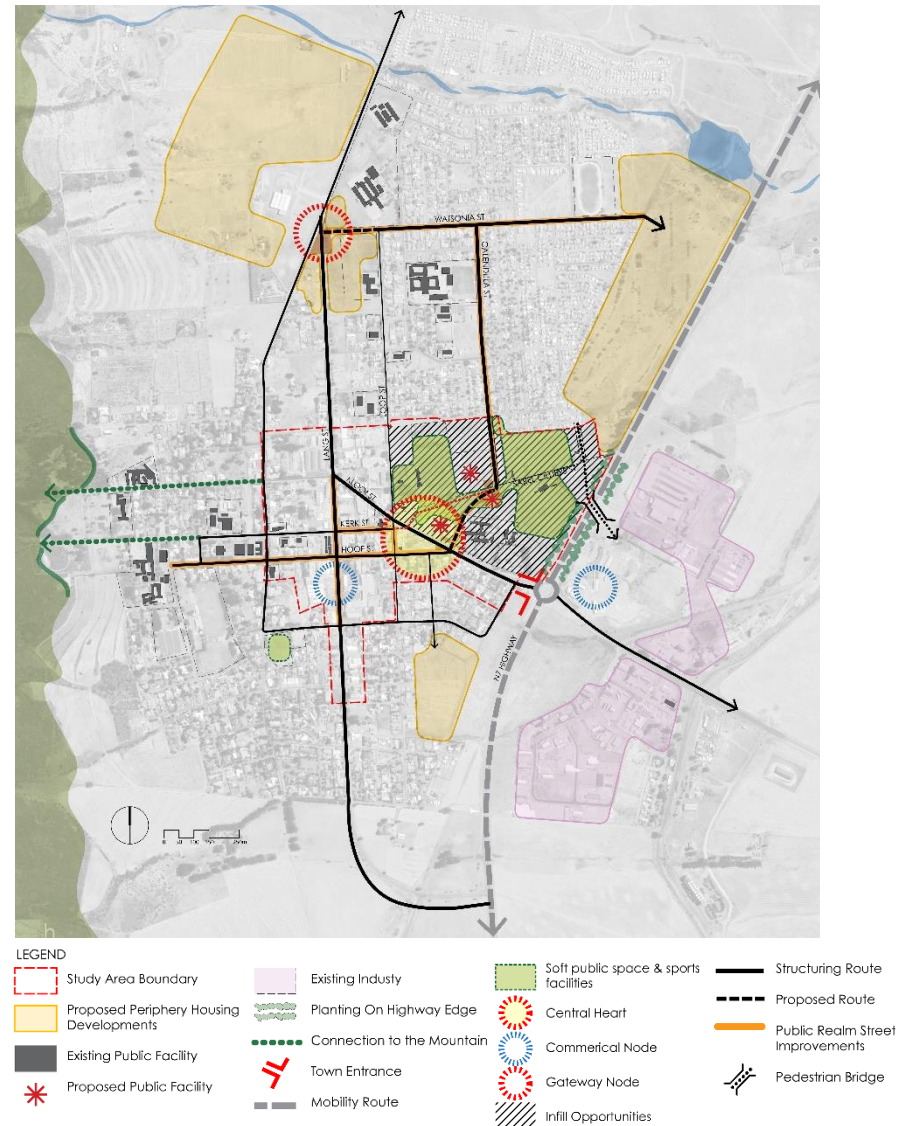 WATSONIA ST
CALENDULA ST
LOOP ST
LANG ST
KERK ST
HOOF ST
N7 HIGHWAY
h
LEGEND
Study Area Boundary
Proposed Periphery Housing
Developments
Existing Public Facility
Proposed Public Facility
Existing Industy
Planting On Highway Edge
Connection to the Mountain
Town Entrance
Mobility Route
Soft public space & sports
facilities
Central Heart
Commerical Node
Gateway Node
Infill Opportunities
Structuring Route
Proposed Route
Public Realm Street
Improvements
Pedestrian Bridge